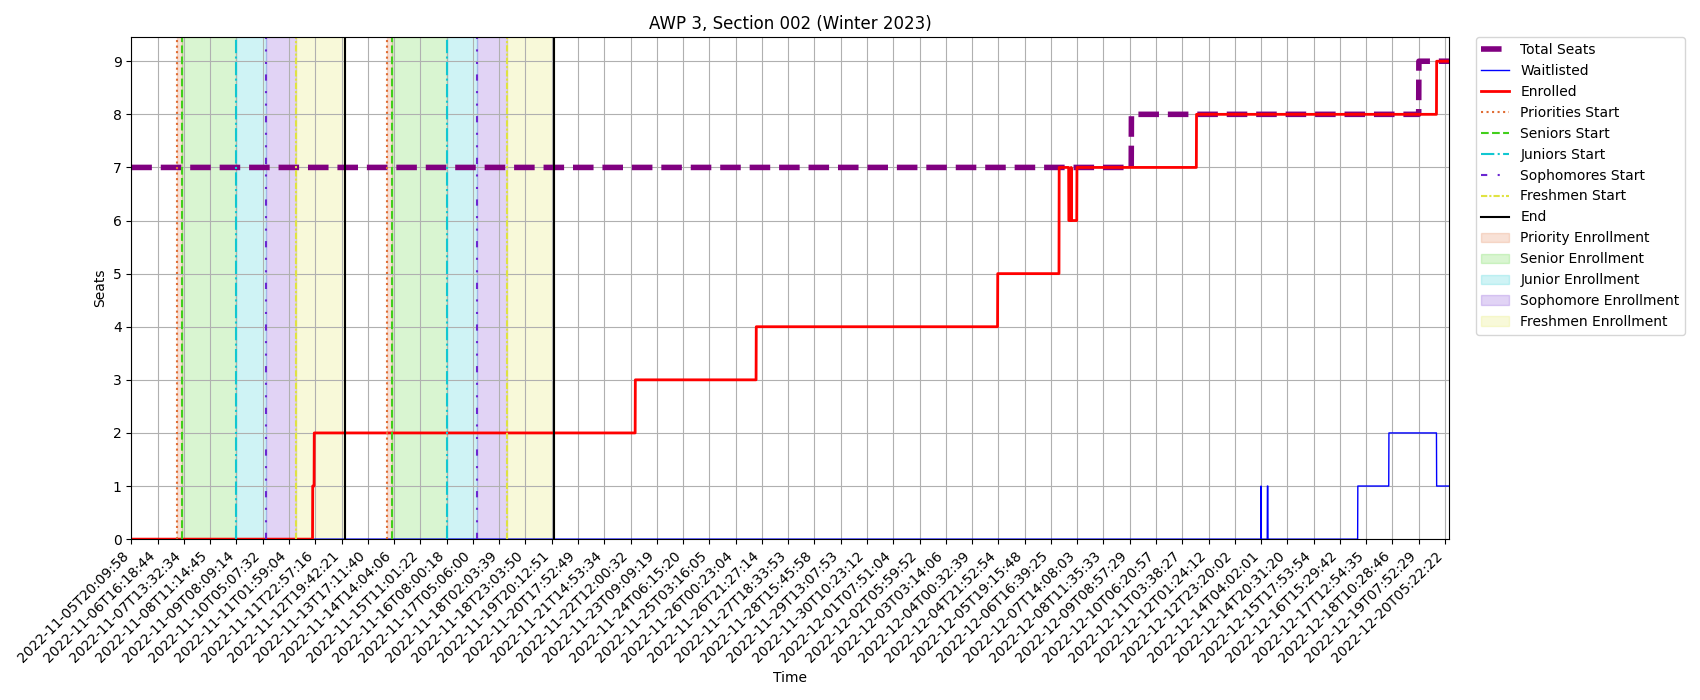 AWP 3, Section 002 (Winter 2023)
Seats
9
8
7
6
5
4
3
2
1
0
2022-11-05T20:09:58
2022-11-06T16:18:44
2022-11-07T13:32:34
2022-11-08T11:14:45
2022-11-09T08:09:14
2022-11-10T05:07:32
2022-11-11T01:59:04
2022-11-11T22:57:16
2022-11-12T19:42:21
2022-11-13T17:11:40
2022-11-14T14:04:06
2022-11-15T11:01:22
2022-11-16T08:00:18
2022-11-17T05:06:00
2022-11-18T02:03:39
2022-11-18T23:03:50
2022-11-19T20:12:51
2022-11-20T17:52:49
2022-11-21T14:53:34
2022-11-22T12:00:32
2022-11-23T09:09:19
2022-11-24T06:15:20
2022-11-25T03:16:05
2022-11-26T00:23:04
2022-11-26T21:27:14
2022-11-27T18:33:53
2022-11-28T15:45:58
2022-11-29T13:07:53
2022-11-30T10:23:12
2022-12-01T07:51:04
2022-12-02T05:59:52
2022-12-03T03:14:06
2022-12-04T00:32:39
2022-12-04T21:52:54
2022-12-05T19:15:48
2022-12-06T16:39:25
2022-12-07T14:08:03
2022-12-08T11:35:33
2022-12-09T08:57:29
2022-12-10T06:20:57
2022-12-11T03:38:27
2022-12-12T01:24:12
2022-12-12T23:20:02
2022-12-14T04:02:01
2022-12-14T20:31:20
2022-12-15T17:53:54
2022-12-16T15:29:42
2022-12-17T12:54:35
2022-12-18T10:28:46
2022-12-19T07:52:29
2022-12-20T05:22:22
Time
Total Seats
Waitlisted
Enrolled
Priorities Start
Seniors Start
Juniors Start
Sophomores Start
Freshmen Start
End
Priority Enrollment
Senior Enrollment
Junior Enrollment
Sophomore Enrollment
Freshmen Enrollment